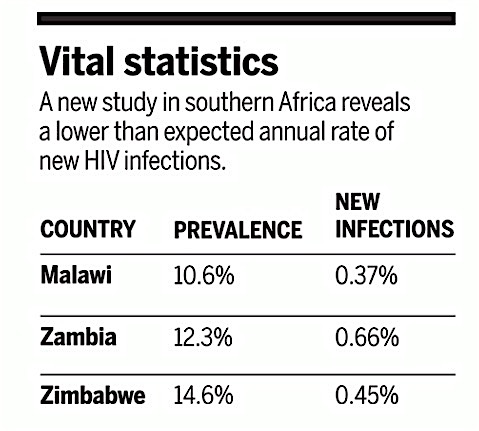 Vital statistics
A new study in southern Africa reveals
a lower than expected annual rate of
new HIV infections.
COUNTRY PREVALENCE NEW INFECTIONS
Malawi 10.6% 0.37%
Zambia 12.3% 0.66%
Zimbabwe 14.6% 0.45%